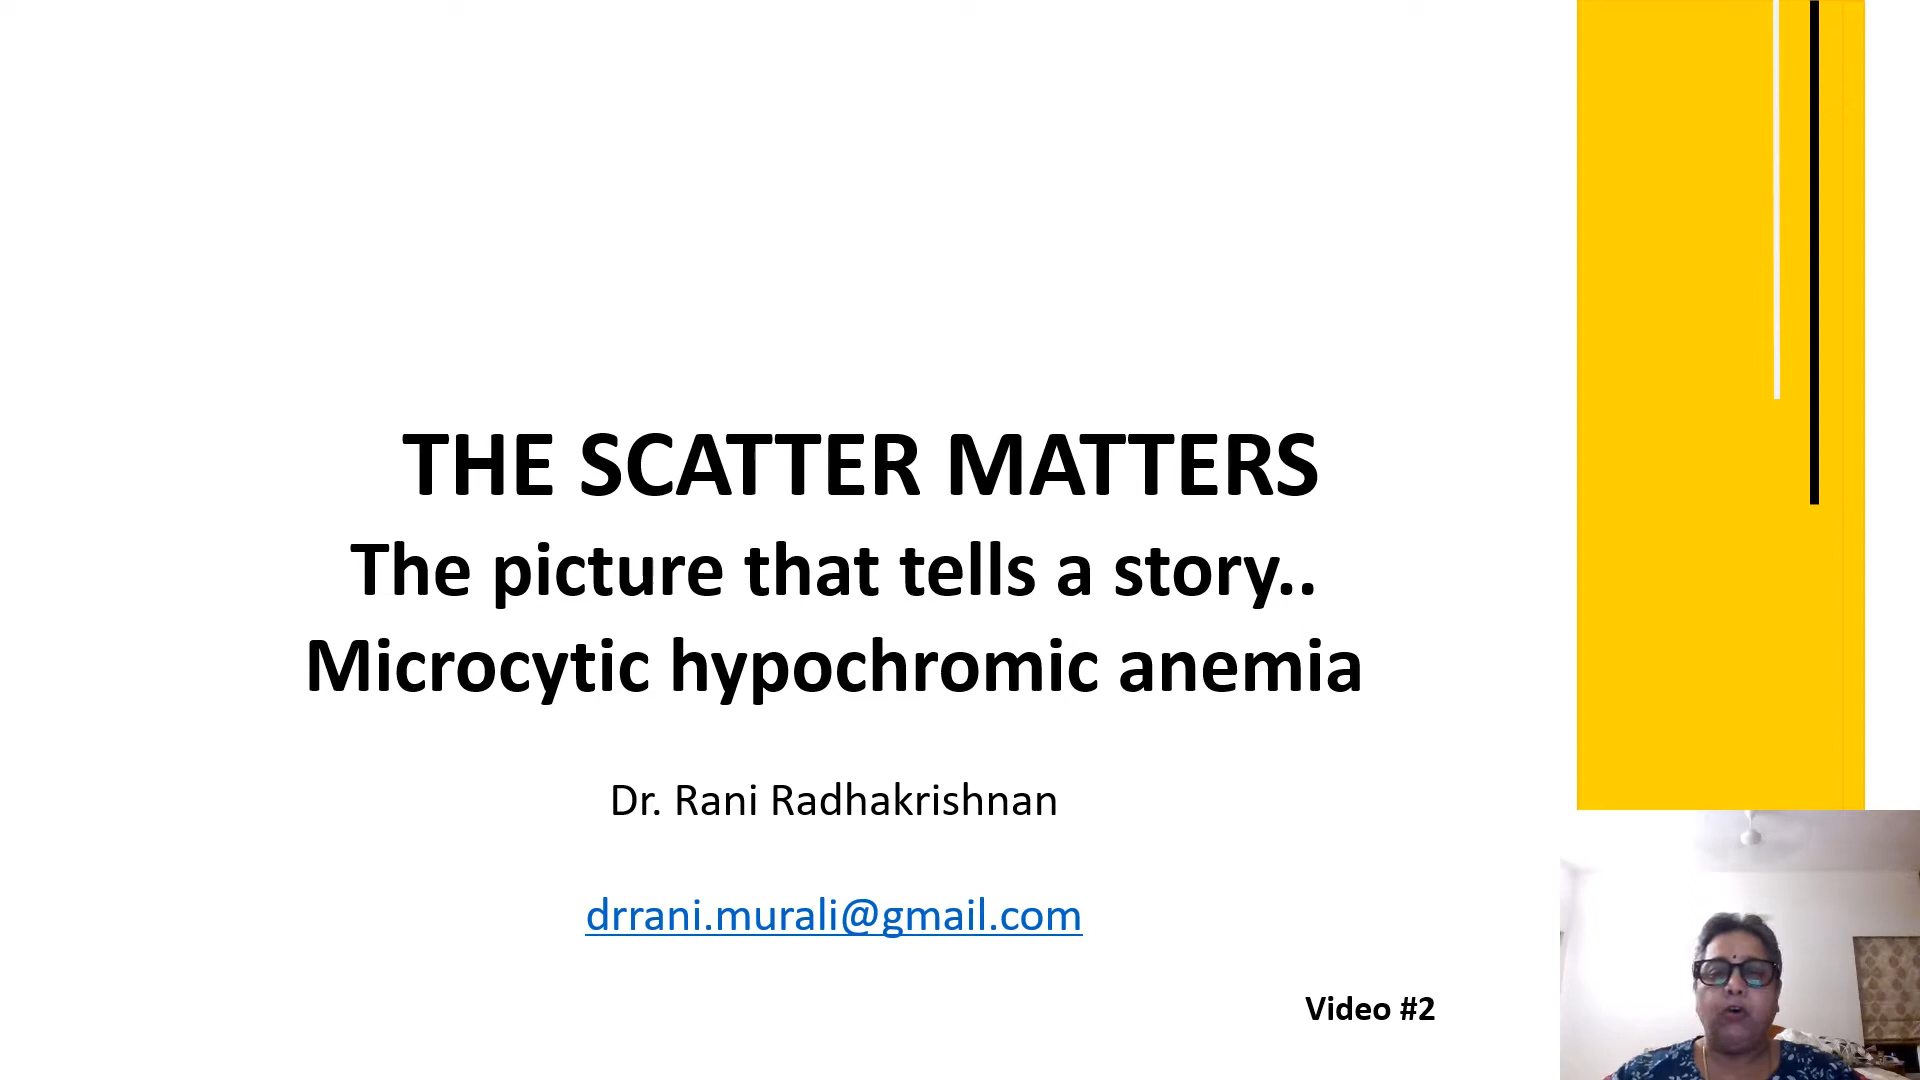 THE SCATTER MATTERS
The picture that tells a story..
Microcytic hypochromic anemia
Dr. Rani Radhakrishnan
drrani.murali@gmail.com
Video #2